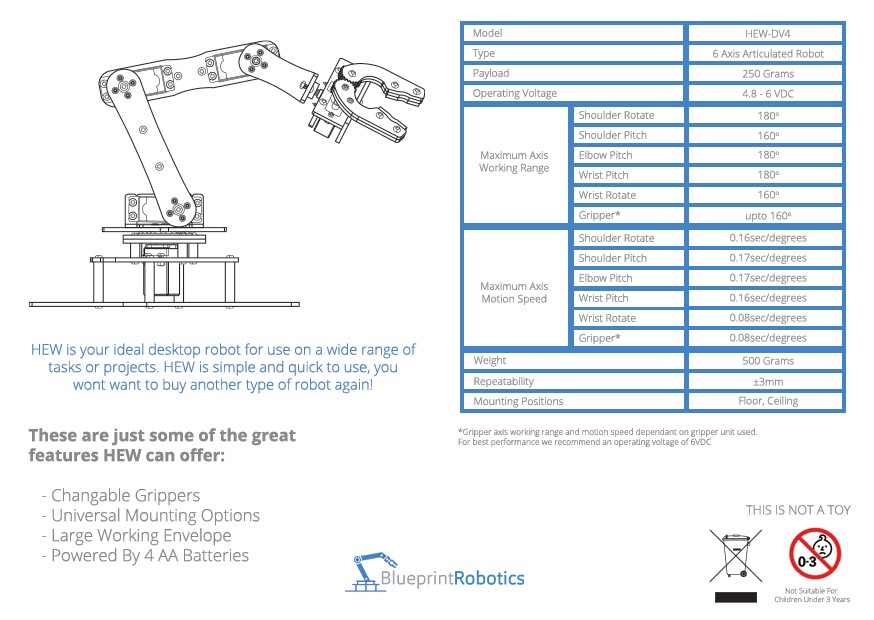 HEW is your ideal desktop robot for use on a wide range of
tasks or projects. HEW is simple and quick to use, you
wont want to buy another type of robot again!
These are just some of the great
features HEW can offer:
- Changable Grippers
- Universal Mounting Options
- Large Working Envelope
- Powered By 4 AA Batteries
BlueprintRobotics
Model HEW-DV4
Type 6 Axis Articulated Robot
Payload 250 Grams
Operating Voltage 4.8 - 6 VDC
Maximum Axis
Working Range
Shoulder Rotate 180º
Shoulder Pitch 160º
Elbow Pitch 180º
Wrist Pitch 180º
Wrist Rotate 160º
Gripper* upto 160º
Maximum Axis
Motion Speed
Shoulder Rotate 0.16sec/degrees
Shoulder Pitch 0.17sec/degrees
Elbow Pitch 0.17sec/degrees
Wrist Pitch 0.16sec/degrees
Wrist Rotate 0.08sec/degrees
Gripper* 0.08sec/degrees
Weight 500 Grams
Repeatability ±3mm
Mounting Positions Floor, Ceiling
*Gripper axis working range and motion speed dependant on gripper unit used.
For best performance we recommend an operating voltage of 6VDC
THIS IS NOT A TOY
0-3
Not Suitable For
Children Under 3 Years